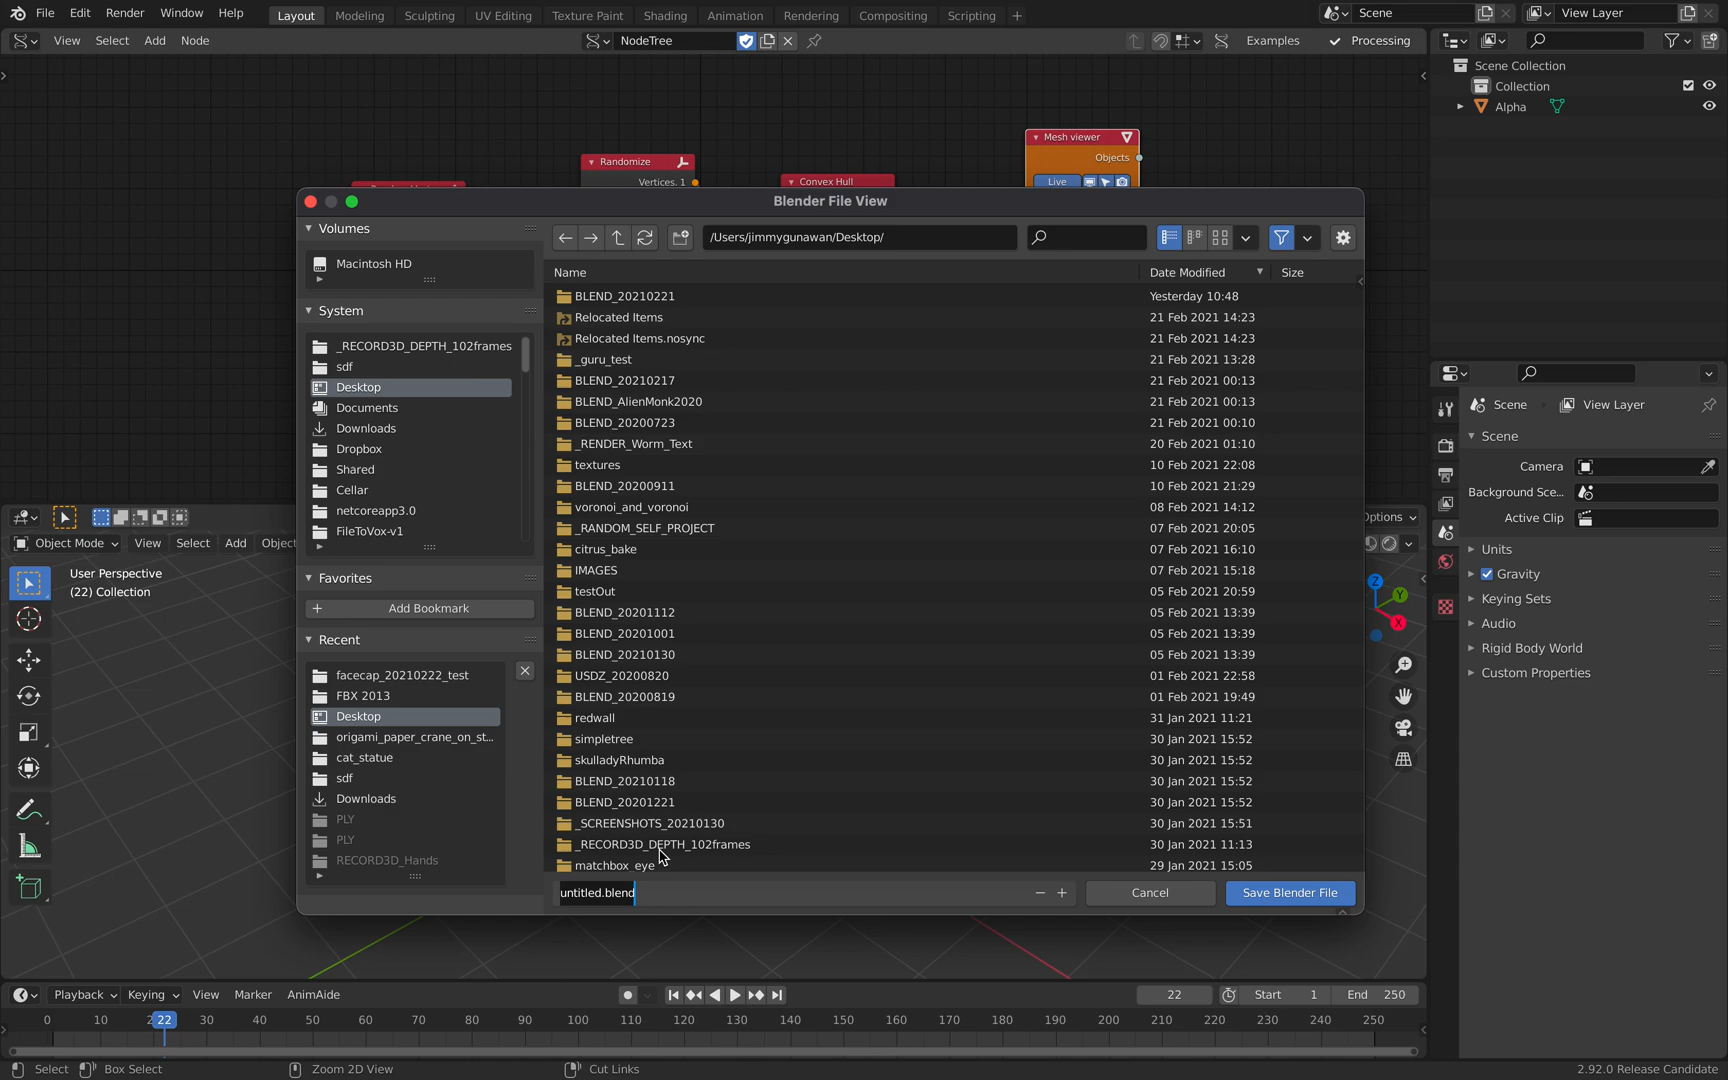 File Edit Render Window Help Layout Modeling Sculpting UV Editing Texture Paint Shading Animation Rendering Compositing Scripting + Scene View Layer
View Select Add Node NodeTree Examples Processing
Scene Collection
Collection
Alpha
Mesh viewer
Objects
Live
Randomize
Vertices. 1
Convex Hull
Blender File View
Volumes
Macintosh HD
System
_RECORD3D_DEPTH_102frames
sdf
Desktop
Documents
Downloads
Dropbox
Shared
Cellar
netcoreapp3.0
FileToVox-v1
Favorites
Add Bookmark
Recent
facecap_20210222_test
FBX 2013
Desktop
origami_paper_crane_on_st...
cat_statue
sdf
Downloads
PLY
PLY
RECORD3D_Hands
/Users/jimmygunawan/Desktop/
Name Date Modified Size
BLEND_20210221 Yesterday 10:48
Relocated Items 21 Feb 2021 14:23
Relocated Items.nosync 21 Feb 2021 14:23
_guru_test 21 Feb 2021 13:28
BLEND_20210217 21 Feb 2021 00:13
BLEND_AlienMonk2020 21 Feb 2021 00:13
BLEND_20200723 21 Feb 2021 00:10
_RENDER_Worm_Text 20 Feb 2021 01:10
textures 10 Feb 2021 22:08
BLEND_20200911 10 Feb 2021 21:29
voronoi_and_voronoi 08 Feb 2021 14:12
_RANDOM_SELF_PROJECT 07 Feb 2021 20:05
citrus_bake 07 Feb 2021 16:10
IMAGES 07 Feb 2021 15:18
testOut 05 Feb 2021 20:59
BLEND_20201112 05 Feb 2021 13:39
BLEND_20201001 05 Feb 2021 13:39
BLEND_20210130 05 Feb 2021 13:39
USDZ_20200820 01 Feb 2021 22:58
BLEND_20200819 01 Feb 2021 19:49
redwall 31 Jan 2021 11:21
simpletree 30 Jan 2021 15:52
skulladyRhumba 30 Jan 2021 15:52
BLEND_20210118 30 Jan 2021 15:52
BLEND_20201221 30 Jan 2021 15:52
_SCREENSHOTS_20210130 30 Jan 2021 15:51
_RECORD3D_DEPTH_102frames 30 Jan 2021 11:13
matchbox_eye 29 Jan 2021 15:05
untitled.blend Cancel Save Blender File
Scene View Layer
Scene
Camera
Background Sce...
Active Clip
Units
Gravity
Keying Sets
Audio
Rigid Body World
Custom Properties
Options
Object Mode View Select Add Object
User Perspective
(22) Collection
Z
Y
X
Playback Keying View Marker AnimAide 22 Start 1 End 250
0 10 22 30 40 50 60 70 80 90 100 110 120 130 140 150 160 170 180 190 200 210 220 230 240 250
Select Box Select Zoom 2D View Cut Links 2.92.0 Release Candidate